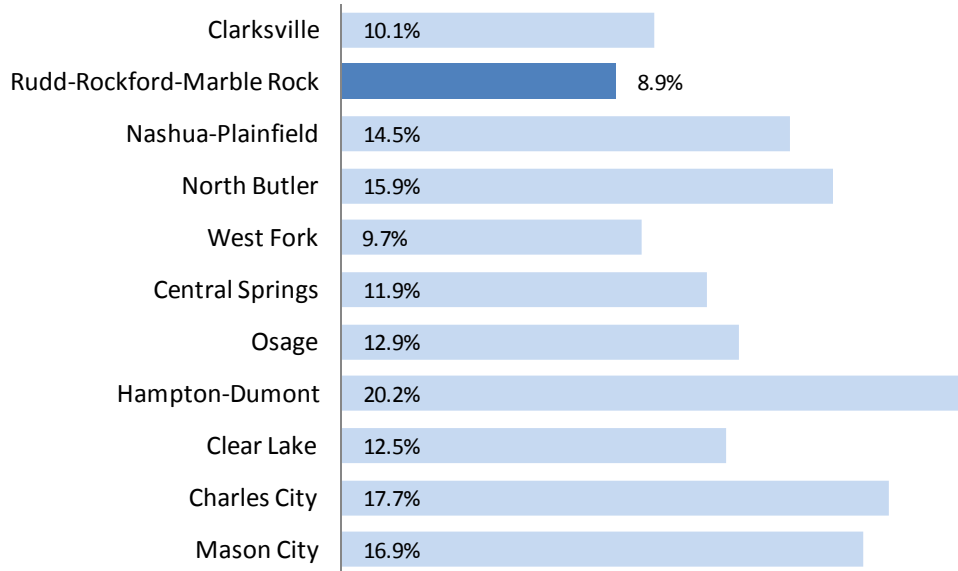 Clarksville 10.1%
Rudd-Rockford-Marble Rock 8.9%
Nashua-Plainfield 14.5%
North Butler 15.9%
West Fork 9.7%
Central Springs 11.9%
Osage 12.9%
Hampton-Dumont 20.2%
Clear Lake 12.5%
Charles City 17.7%
Mason City 16.9%